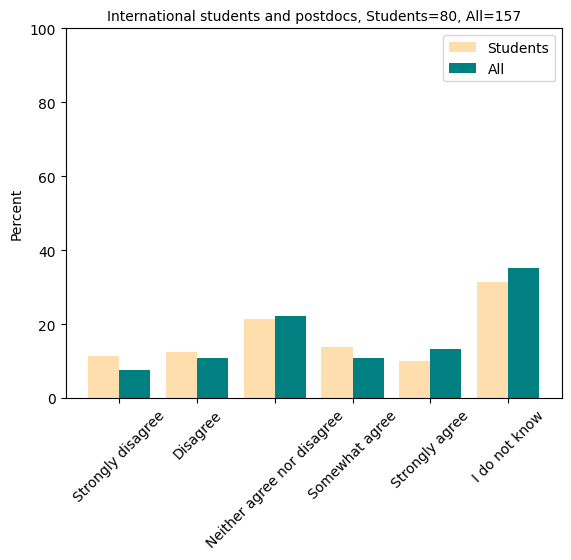 International students and postdocs, Students=80, All=157
Students
All
Percent
100
80
60
40
20
0
Strongly disagree
Disagree
Neither agree nor disagree
Somewhat agree
Strongly agree
I do not know